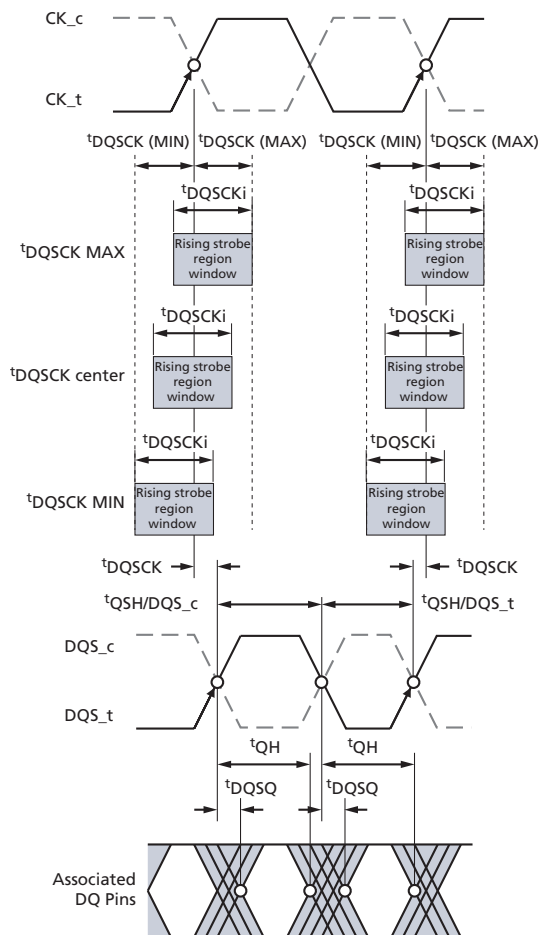 CK_c
CK_t
tDQSCK (MIN) tDQSCK (MAX) tDQSCK (MIN) tDQSCK (MAX)
tDQSCKi tDQSCKi
tDQSCK MAX
Rising strobe
region
window
Rising strobe
region
window
tDQSCKi tDQSCKi
tDQSCK center
Rising strobe
region
window
Rising strobe
region
window
tDQSCKi tDQSCKi
tDQSCK MIN
Rising strobe
region
window
Rising strobe
region
window
tDQSCK tDQSCK
tQSH/DQS_c tQSH/DQS_t
DQS_c
DQS_t
tQH tQH
tDQSQ tDQSQ
Associated
DQ Pins